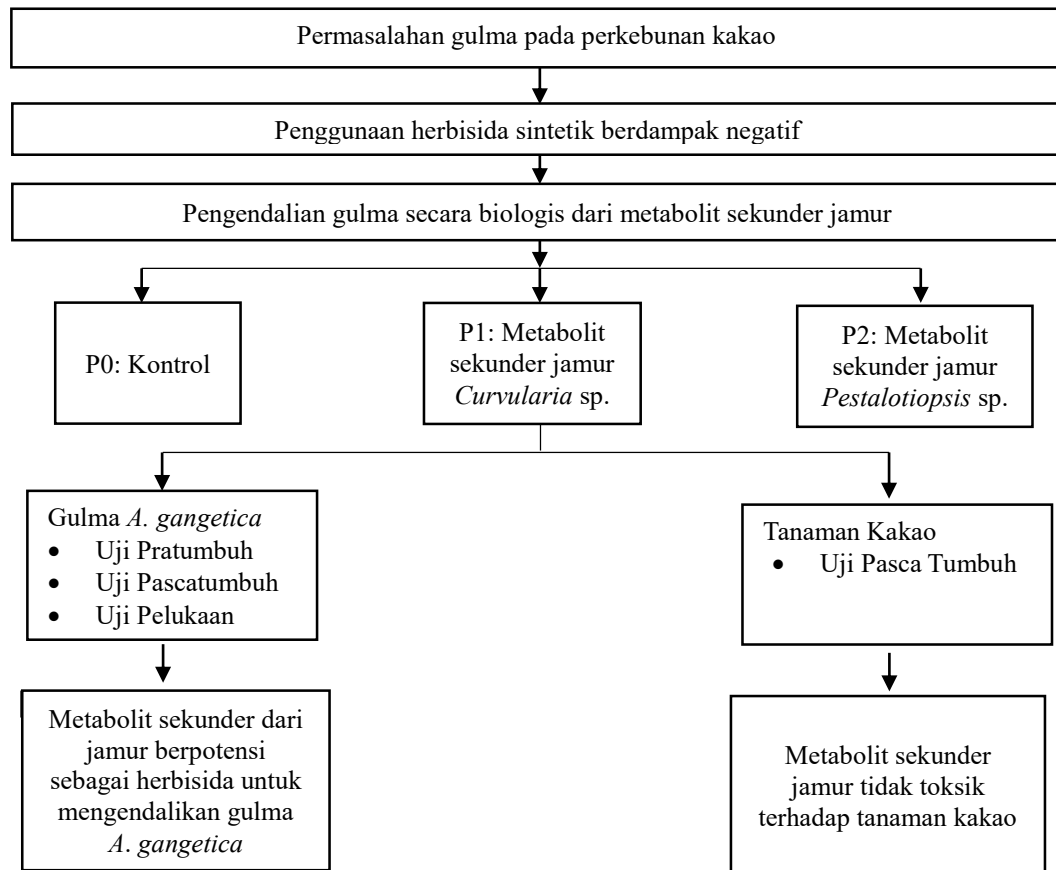 Permasalahan gulma pada perkebunan kakao
Penggunaan herbisida sintetik berdampak negatif
Pengendalian gulma secara biologis dari metabolit sekunder jamur
P0: Kontrol
P1: Metabolit
sekunder jamur
Curvularia sp.
P2: Metabolit
sekunder jamur
Pestalotiopsis sp.
Gulma A. gangetica
• Uji Pratumbuh
• Uji Pascatumbuh
• Uji Pelukaan
Tanaman Kakao
• Uji Pasca Tumbuh
Metabolit sekunder dari
jamur berpotensi
sebagai herbisida untuk
mengendalikan gulma
A. gangetica
Metabolit sekunder
jamur tidak toksik
terhadap tanaman kakao